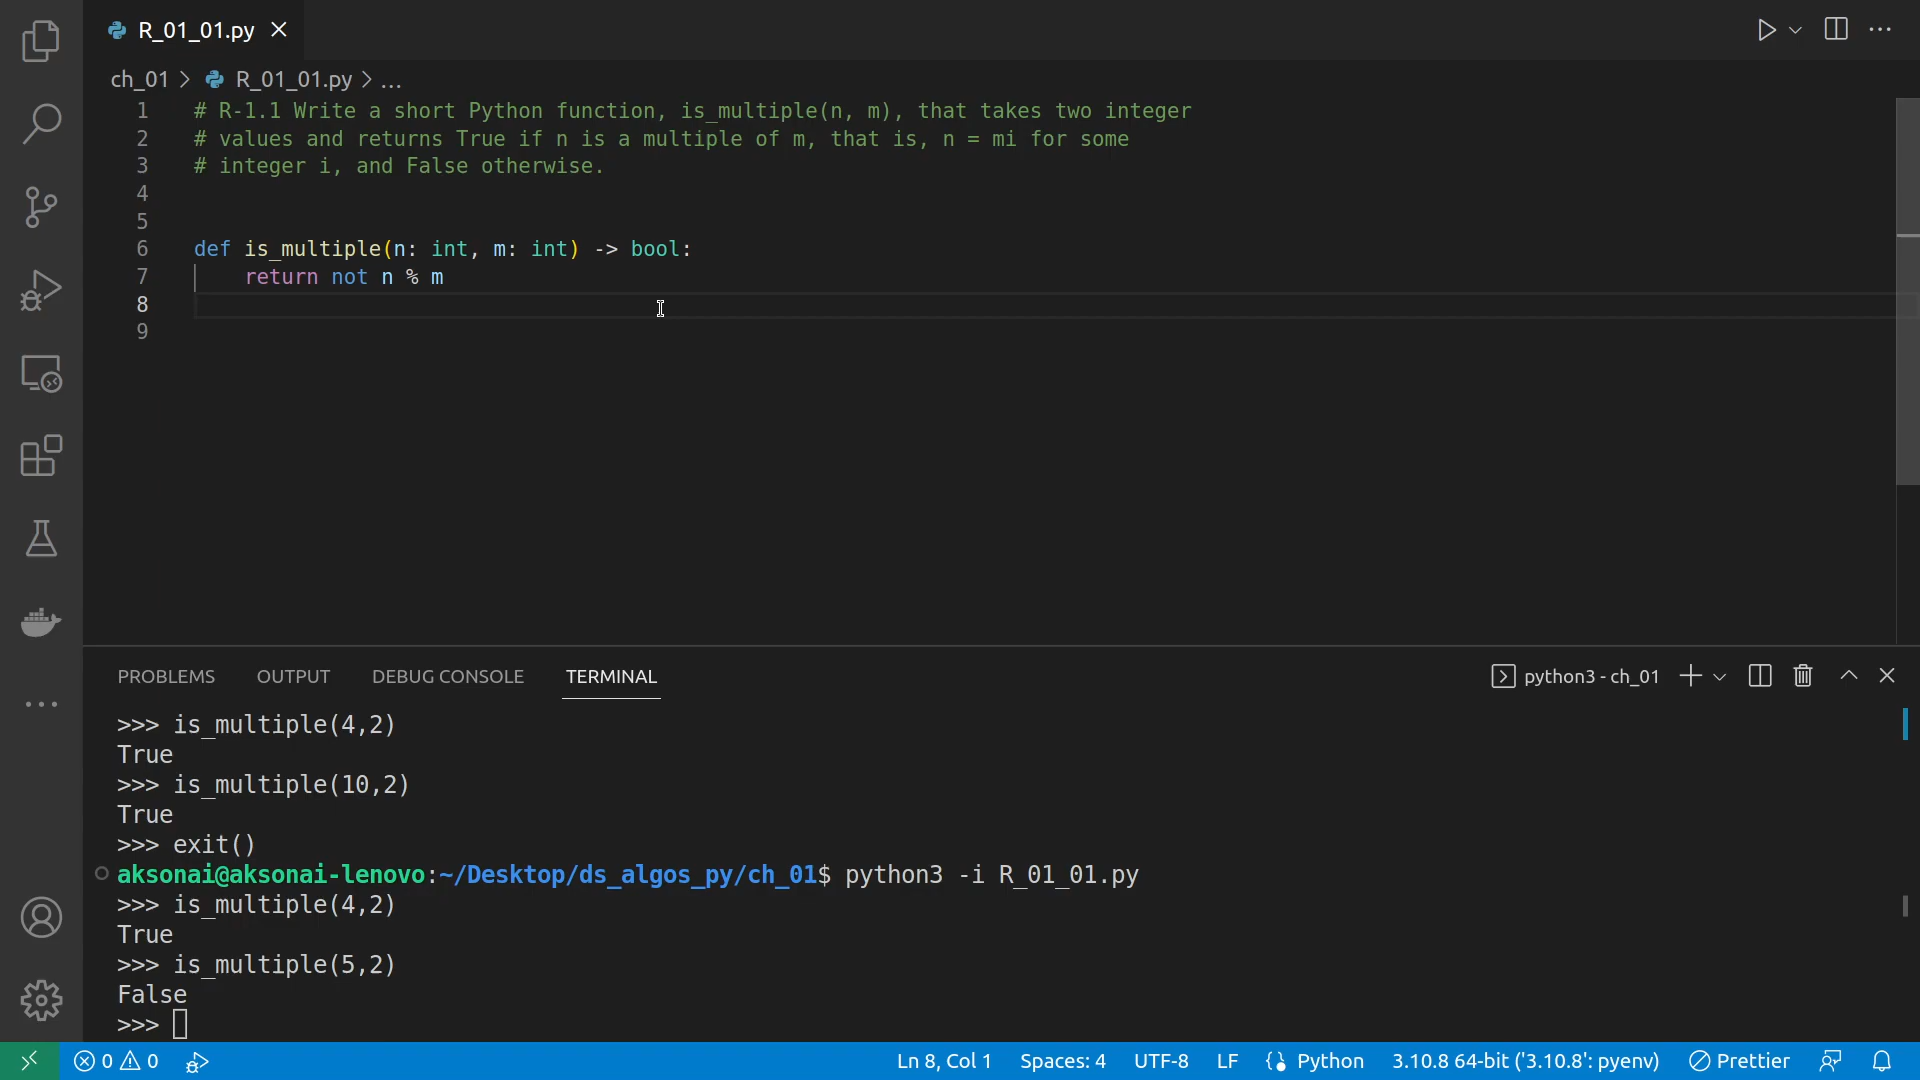 R_01_01.py
ch_01 > R_01_01.py > ...
1 # R-1.1 Write a short Python function, is_multiple(n, m), that takes two integer
2 # values and returns True if n is a multiple of m, that is, n = mi for some
3 # integer i, and False otherwise.
4
5
6 def is_multiple(n: int, m: int) -> bool:
7     return not n % m
8
9
PROBLEMS OUTPUT DEBUG CONSOLE TERMINAL python3 - ch_01
>>> is_multiple(4,2)
True
>>> is_multiple(10,2)
True
>>> exit()
aksonai@aksonai-lenovo:~/Desktop/ds_algos_py/ch_01$ python3 -i R_01_01.py
>>> is_multiple(4,2)
True
>>> is_multiple(5,2)
False
>>>
0 0 Ln 8, Col 1 Spaces: 4 UTF-8 LF Python 3.10.8 64-bit ('3.10.8': pyenv) Prettier